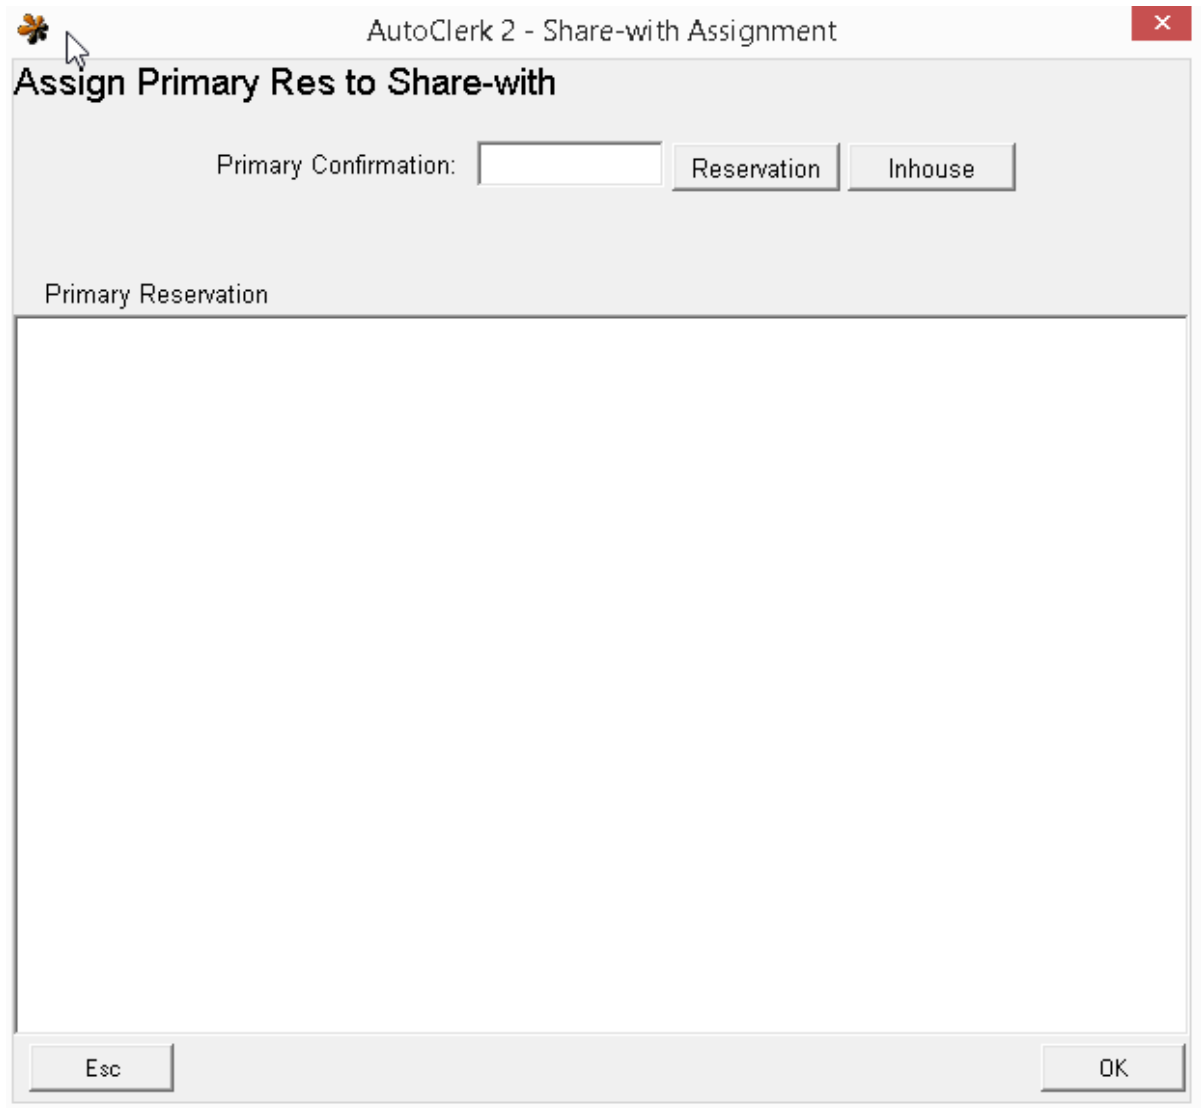 AutoClerk 2 - Share-with Assignment
Assign Primary Res to Share-with
Primary Confirmation: Reservation Inhouse
Primary Reservation
Esc OK